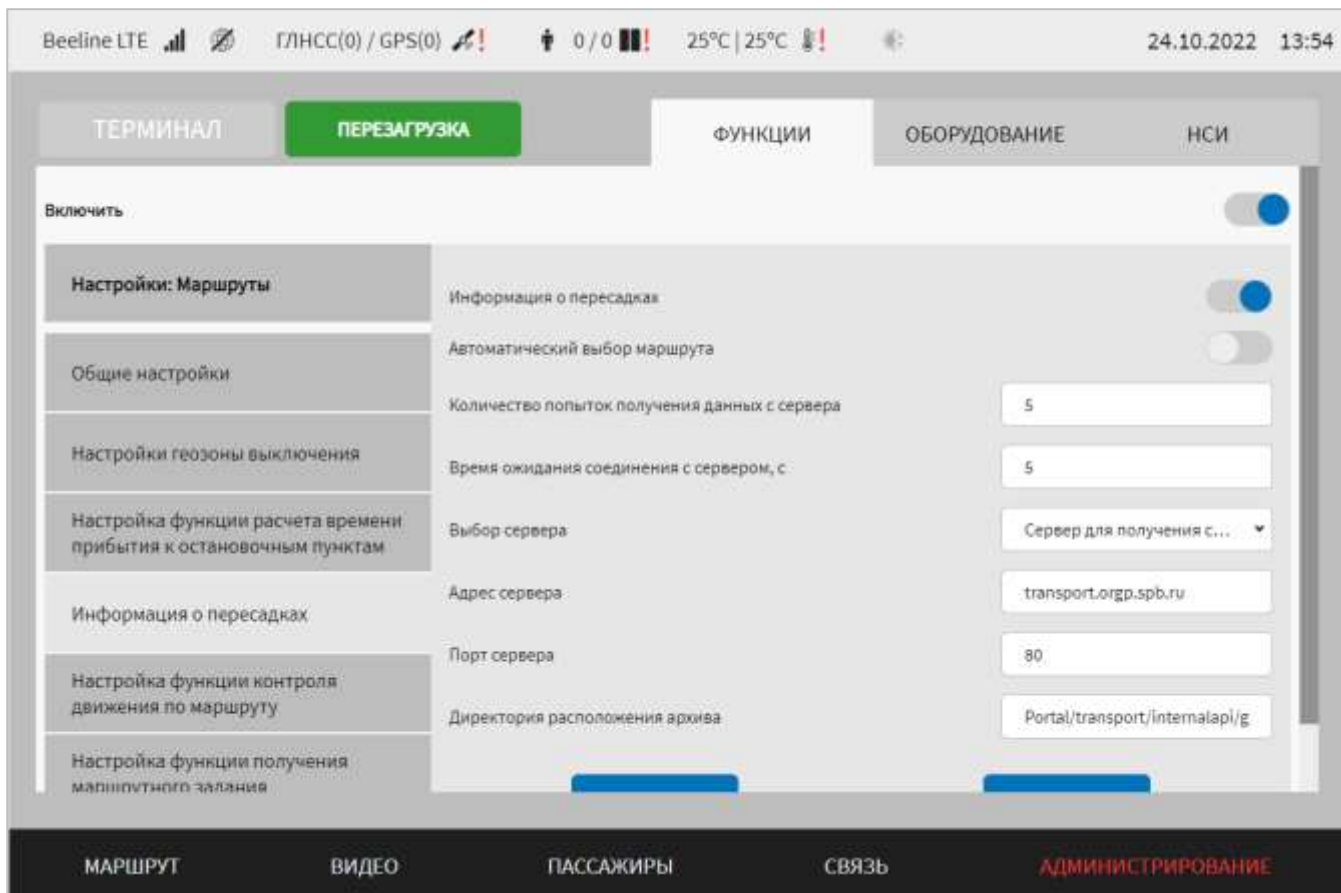 Beeline LTE ГЛНСС(0) / GPS(0) ! 0 / 0 ! 25°C | 25°C ! 24.10.2022 13:54
ТЕРМИНАЛ ПЕРЕЗАГРУЗКА ФУНКЦИИ ОБОРУДОВАНИЕ НСИ
Включить
Настройки: Маршруты
Общие настройки
Настройки геозоны выключения
Настройка функции расчета времени
прибытия к остановочным пунктам
Информация о пересадках
Настройка функции контроля
движения по маршруту
Настройка функции получения
маршрутного задания
Информация о пересадках
Автоматический выбор маршрута
Количество попыток получения данных с сервера 5
Время ожидания соединения с сервером, с 5
Выбор сервера Сервер для получения с...
Адрес сервера transport.orgp.spb.ru
Порт сервера 80
Директория расположения архива Portal/transport/internalapi/g
МАРШРУТ ВИДЕО ПАССАЖИРЫ СВЯЗЬ АДМИНИСТРИРОВАНИЕ